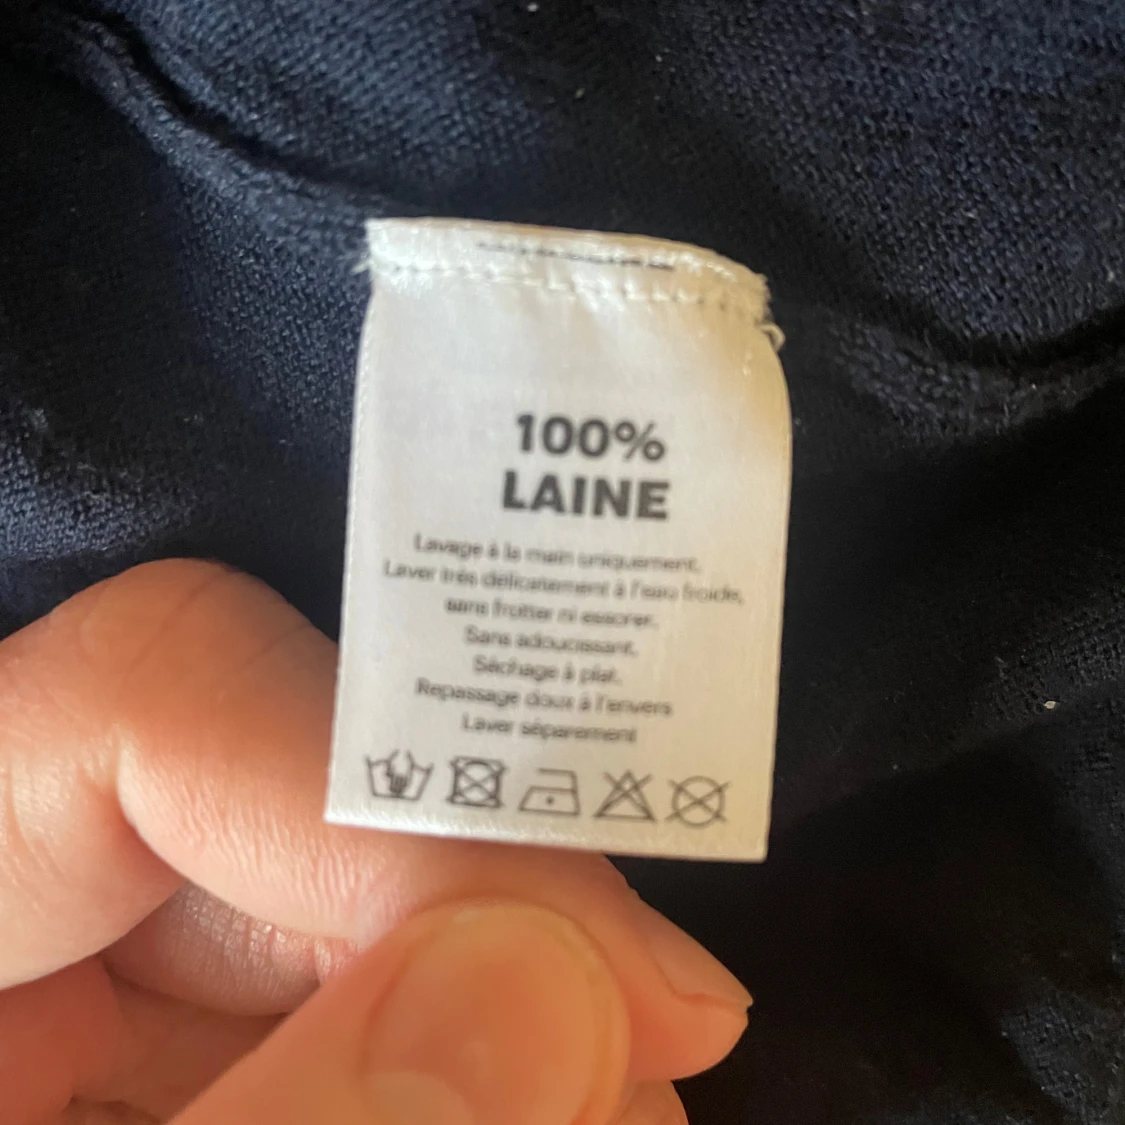 100%
LAINE
Lavage à la main uniquement.
Laver très délicatement à l'eau froide,
sans frotter ni essorer.
Sans adoucissant.
Séchage à plat.
Repassage doux à l'envers
Laver séparement